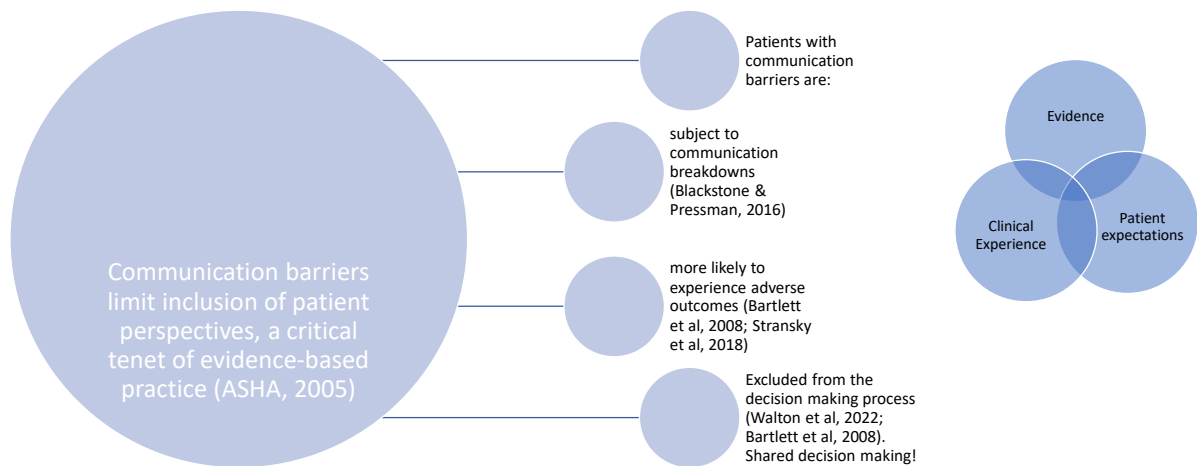 Communication barriers
limit inclusion of patient
perspectives, a critical
tenet of evidence-based
practice (ASHA, 2005)
Patients with
communication
barriers are:
subject to
communication
breakdowns
(Blackstone &
Pressman, 2016)
more likely to
experience adverse
outcomes (Bartlett
et al, 2008; Stransky
et al, 2018)
Excluded from the
decision making process
(Walton et al, 2022;
Bartlett et al, 2008).
Shared decision making!
Evidence
Clinical
Experience
Patient
expectations